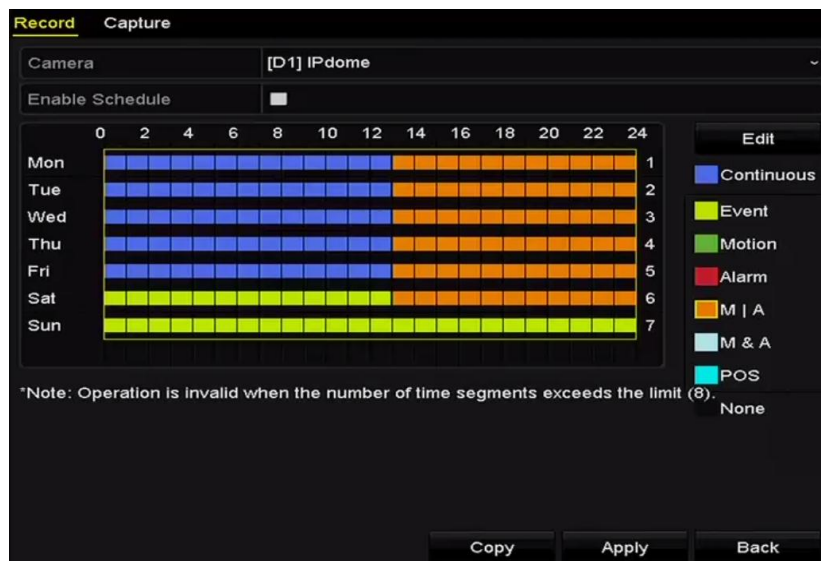 Record Capture
Camera [D1] IPdome
Enable Schedule
0 2 4 6 8 10 12 14 16 18 20 22 24
Edit
Mon 1
Continuous
Tue 2
Wed 3
Event
Thu 4
Motion
Fri 5
Alarm
Sat 6
M | A
Sun 7
M & A
POS
*Note: Operation is invalid when the number of time segments exceeds the limit (8).
None
Copy Apply Back